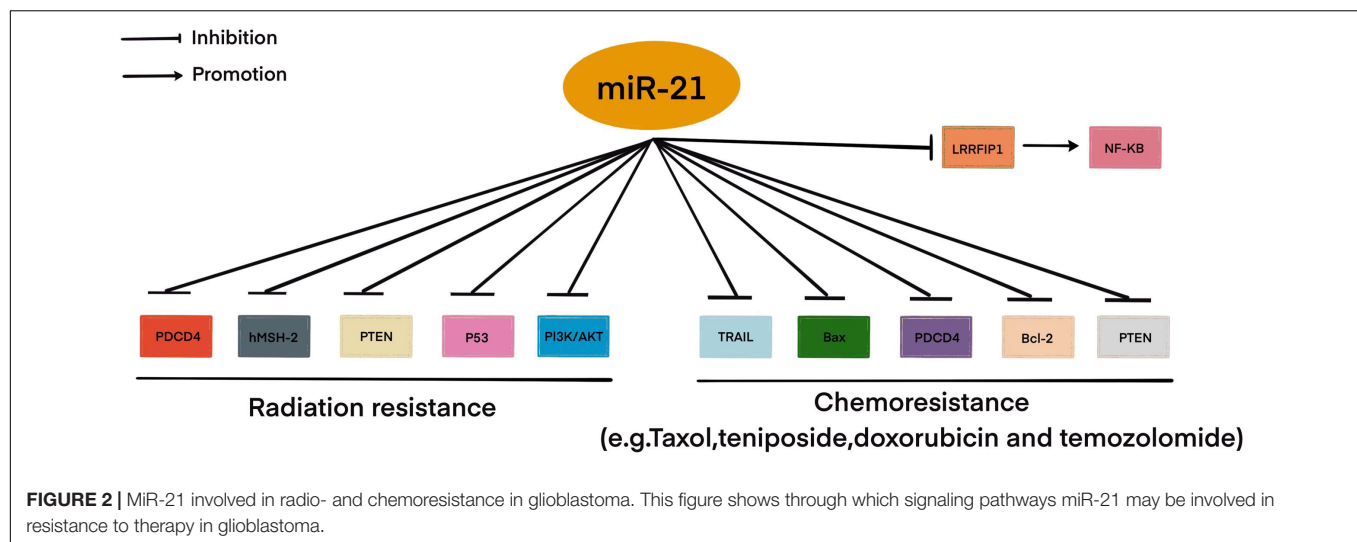 Inhibition
Promotion
miR-21
LRRFIP1
NF-KB
PDCD4
hMSH-2
PTEN
P53
PI3K/AKT
TRAIL
Bax
PDCD4
Bcl-2
PTEN
Radiation resistance
Chemoresistance
(e.g.Taxol,teniposide,doxorubicin and temozolomide)
FIGURE 2 | MiR-21 involved in radio- and chemoresistance in glioblastoma. This figure shows through which signaling pathways miR-21 may be involved in
resistance to therapy in glioblastoma.